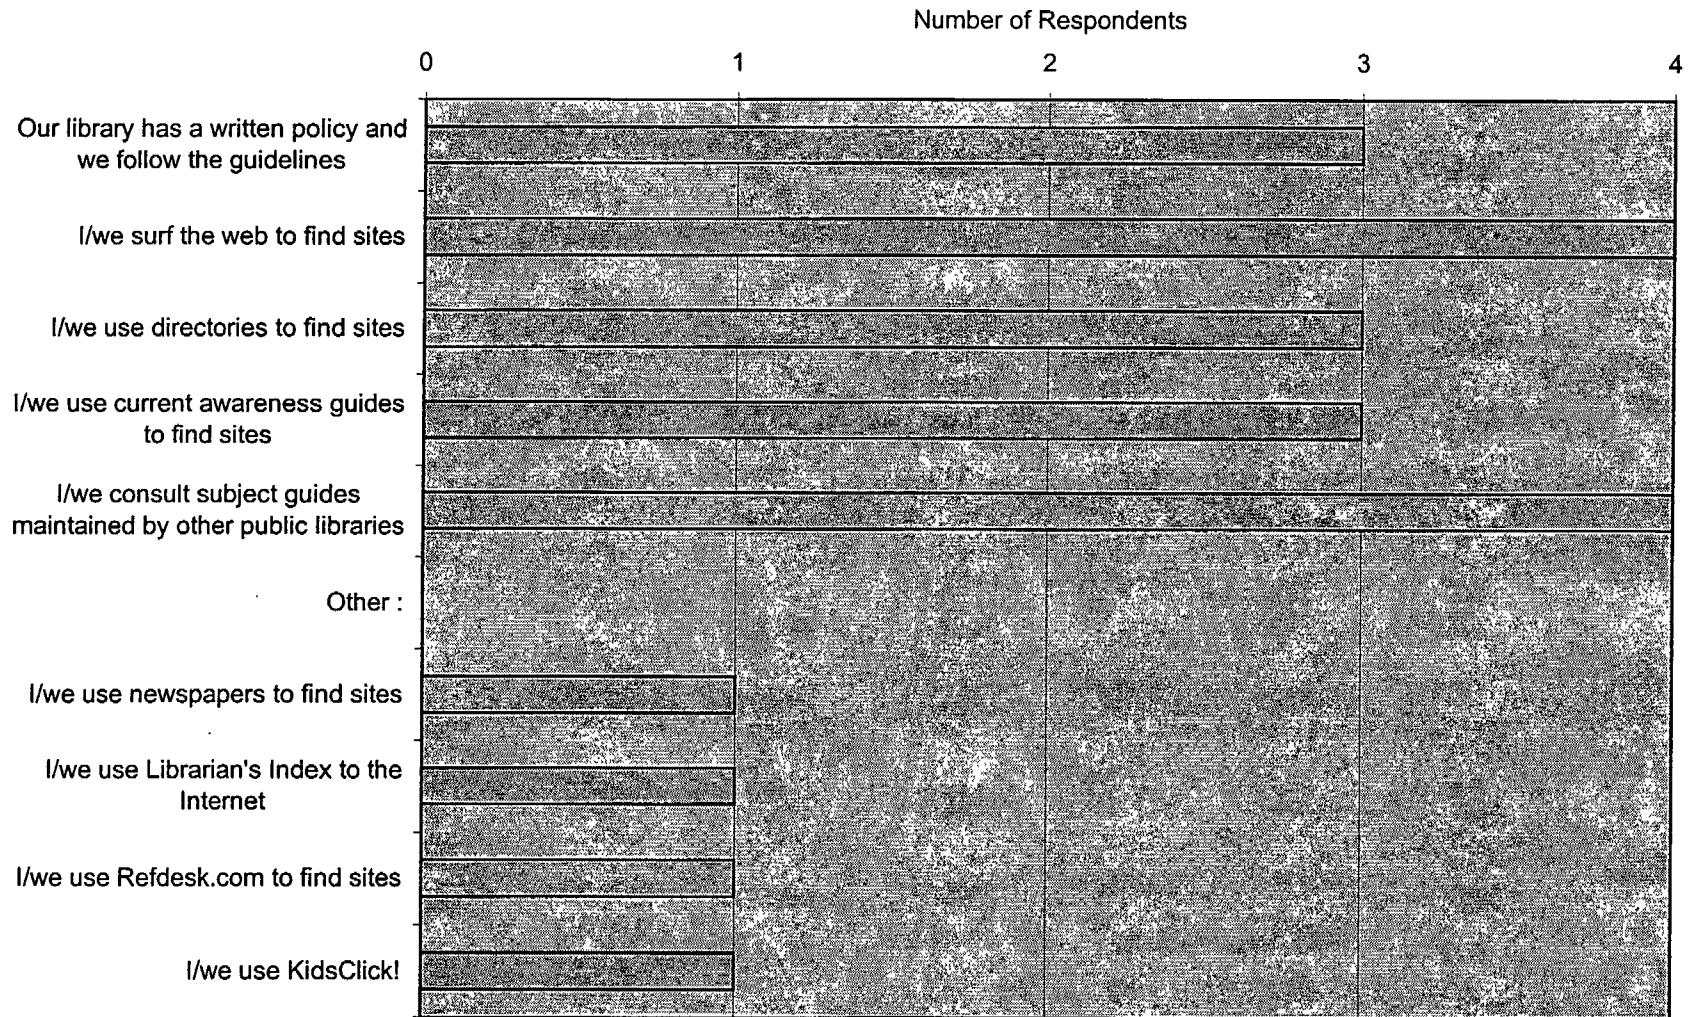 Number of Respondents
0 1 2 3 4
Our library has a written policy and
we follow the guidelines
I/we surf the web to find sites
I/we use directories to find sites
I/we use current awareness guides
to find sites
I/we consult subject guides
maintained by other public libraries
Other :
I/we use newspapers to find sites
I/we use Librarian's Index to the
Internet
I/we use Refdesk.com to find sites
I/we use KidsClick!